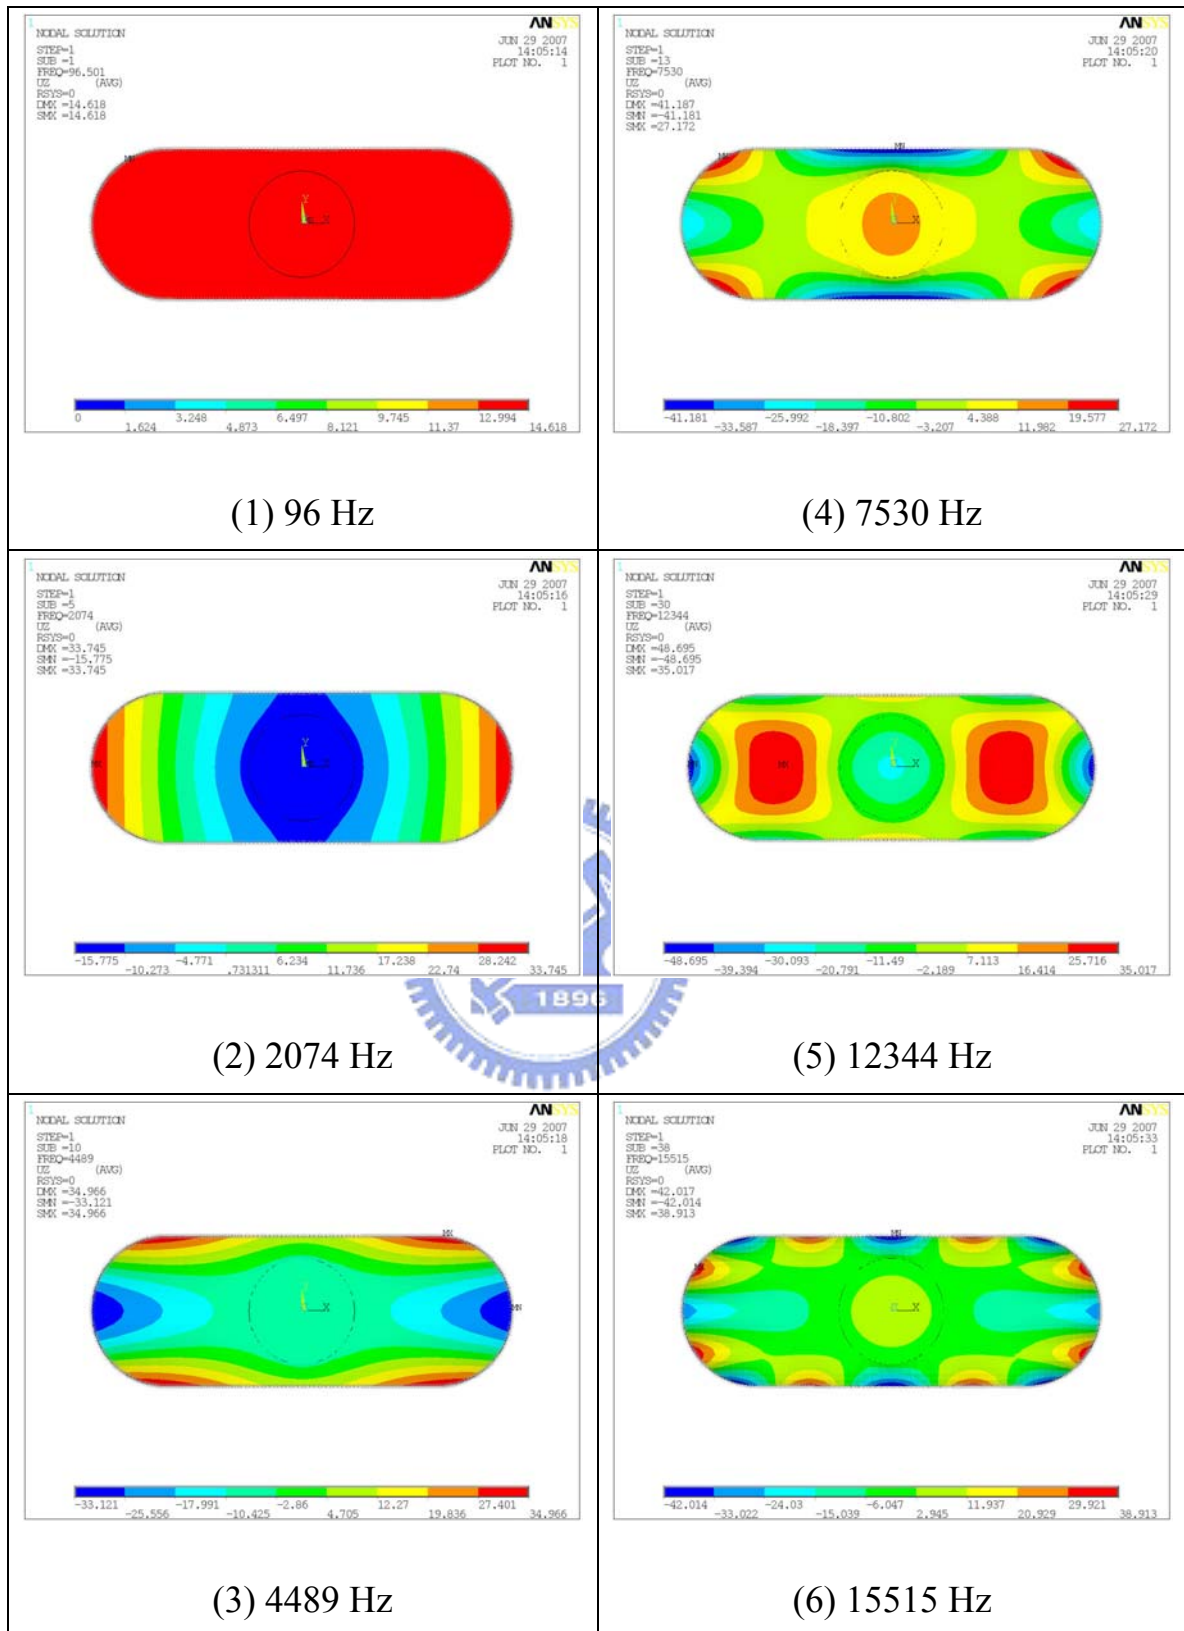 1
ANSYS
NODAL SOLUTION
JUN 29 2007
14:05:14
PLOT NO. 1
STEP=1
SUB =1
FREQ=96.501
UZ (AVG)
RSYS=0
DMX =14.618
SMX =14.618
MX
Y
X
0 3.248 6.497 9.745 12.994
1.624 4.873 8.121 11.37 14.618
(1) 96 Hz
1
ANSYS
NODAL SOLUTION
JUN 29 2007
14:05:20
PLOT NO. 1
STEP=1
SUB =13
FREQ=7530
UZ (AVG)
RSYS=0
DMX =41.187
SMN =-41.181
SMX =27.172
MX
MN
Y
X
-41.181 -25.992 -10.802 4.388 19.577
-33.587 -18.397 -3.207 11.982 27.172
(4) 7530 Hz
1
ANSYS
NODAL SOLUTION
JUN 29 2007
14:05:16
PLOT NO. 1
STEP=1
SUB =5
FREQ=2074
UZ (AVG)
RSYS=0
DMX =33.745
SMN =-15.775
SMX =33.745
MX
Y
X
-15.775 -4.771 6.234 17.238 28.242
-10.273 .731311 11.736 22.74 33.745
(2) 2074 Hz
1
ANSYS
NODAL SOLUTION
JUN 29 2007
14:05:29
PLOT NO. 1
STEP=1
SUB =30
FREQ=12344
UZ (AVG)
RSYS=0
DMX =48.695
SMN =-48.695
SMX =35.017
MN
MX
Y
X
-48.695 -30.093 -11.49 7.113 25.716
-39.394 -20.791 -2.189 16.414 35.017
(5) 12344 Hz
1896
1
ANSYS
NODAL SOLUTION
JUN 29 2007
14:05:18
PLOT NO. 1
STEP=1
SUB =10
FREQ=4489
UZ (AVG)
RSYS=0
DMX =34.966
SMN =-33.121
SMX =34.966
MX
Y
X
MN
-33.121 -17.991 -2.86 12.27 27.401
-25.556 -10.425 4.705 19.836 34.966
(3) 4489 Hz
1
ANSYS
NODAL SOLUTION
JUN 29 2007
14:05:33
PLOT NO. 1
STEP=1
SUB =38
FREQ=15515
UZ (AVG)
RSYS=0
DMX =42.017
SMN =-42.014
SMX =38.913
MN
MX
X
-42.014 -24.03 -6.047 11.937 29.921
-33.022 -15.039 2.945 20.929 38.913
(6) 15515 Hz